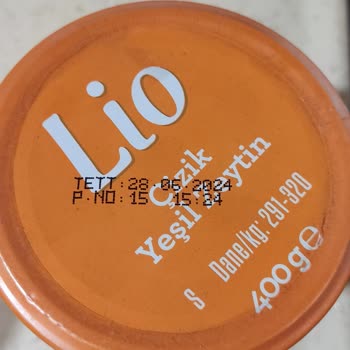 Lio
Çizik
Yeşil Zeytin
TETT:28.06.2024
P.NO:15 15:24
S Dane/kg: 291-320
400g e